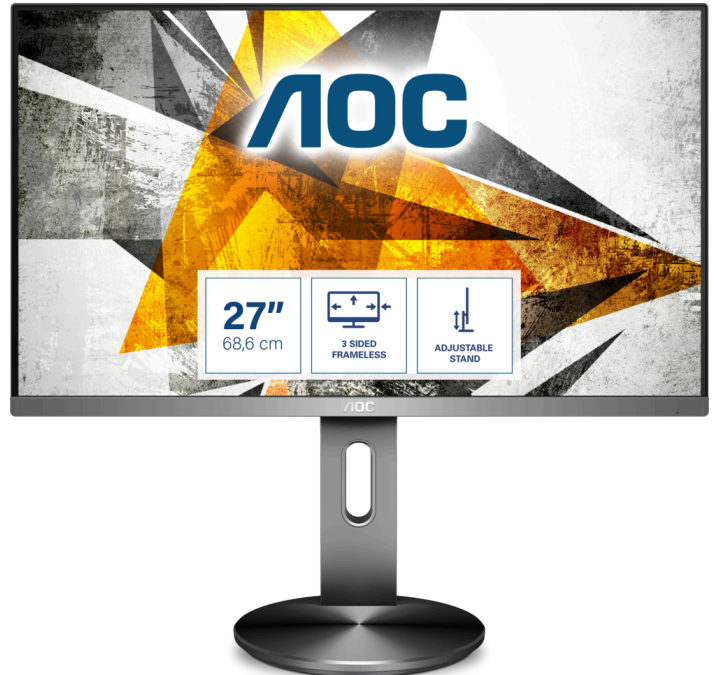 AOC
27"
68,6 cm
3 SIDED
FRAMELESS
ADJUSTABLE
STAND
AOC